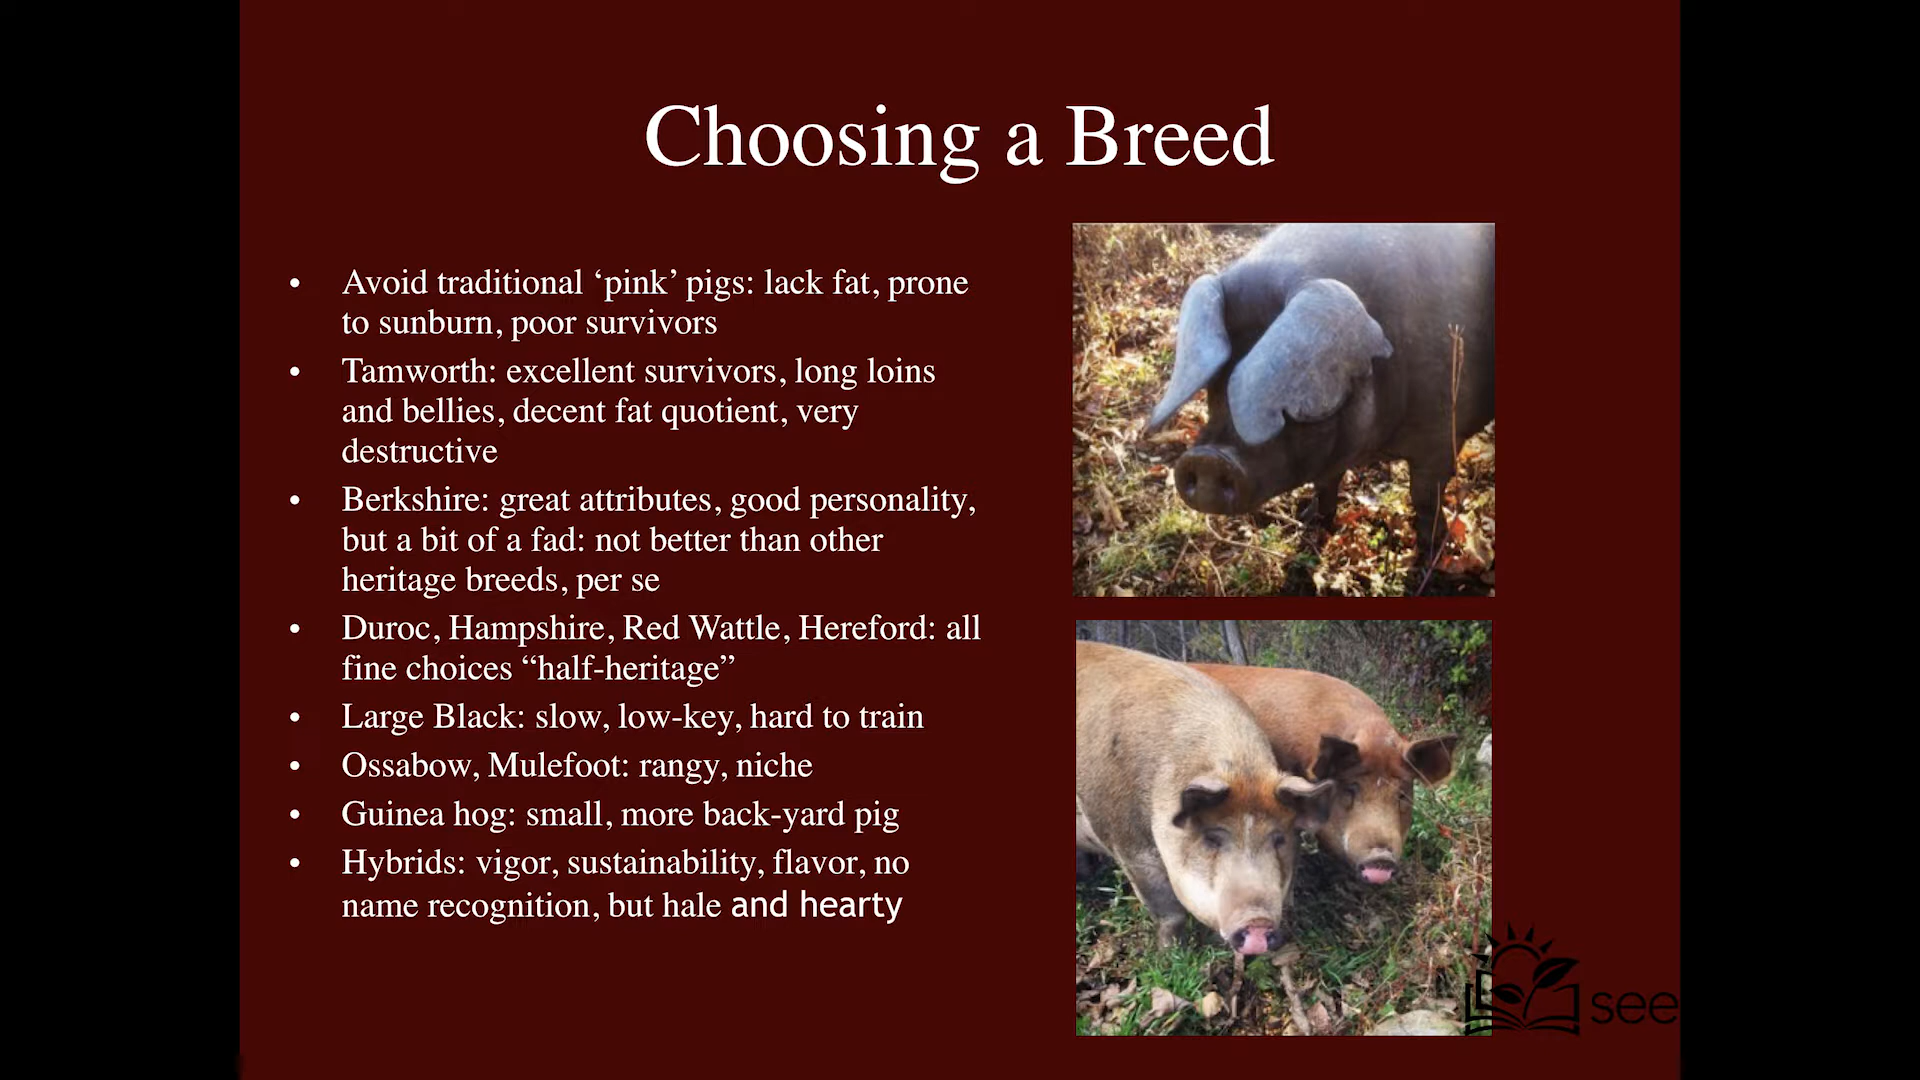 Choosing a Breed
• Avoid traditional ‘pink’ pigs: lack fat, prone
to sunburn, poor survivors
• Tamworth: excellent survivors, long loins
and bellies, decent fat quotient, very
destructive
• Berkshire: great attributes, good personality,
but a bit of a fad: not better than other
heritage breeds, per se
• Duroc, Hampshire, Red Wattle, Hereford: all
fine choices “half-heritage”
• Large Black: slow, low-key, hard to train
• Ossabow, Mulefoot: rangy, niche
• Guinea hog: small, more back-yard pig
• Hybrids: vigor, sustainability, flavor, no
name recognition, but hale and hearty
see